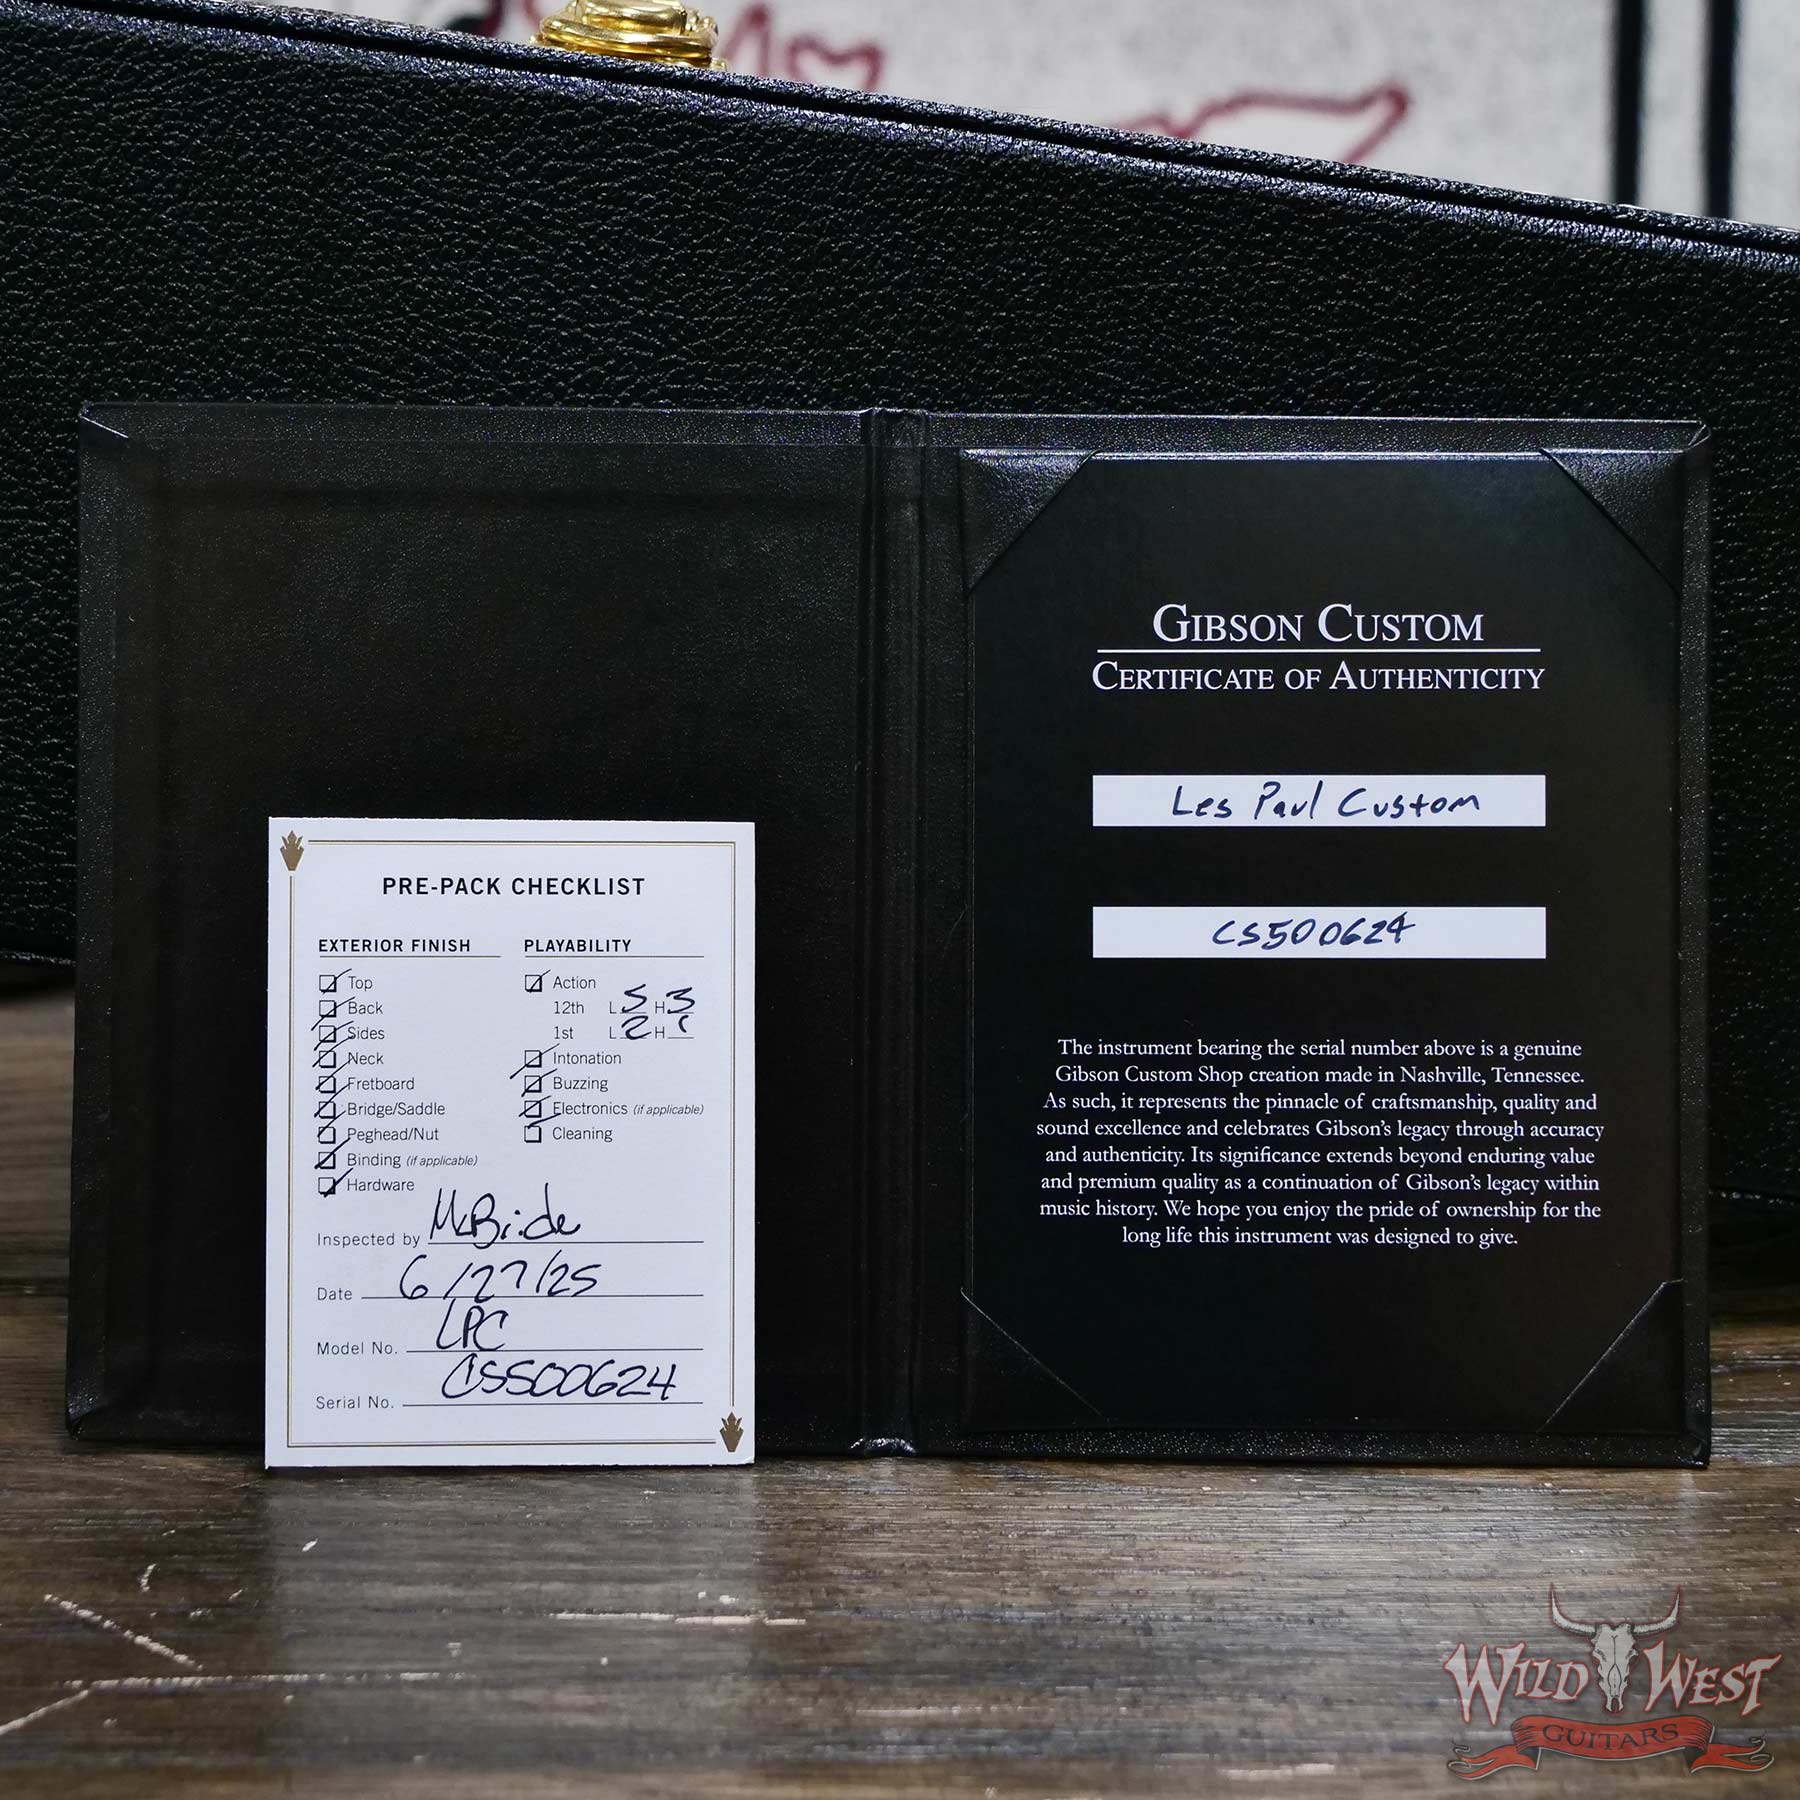 PRE-PACK CHECKLIST
EXTERIOR FINISH
Top
Back
Sides
Neck
Fretboard
Bridge/Saddle
Peghead/Nut
Binding (if applicable)
Hardware
PLAYABILITY
Action
12th L 5 H 3
1st L 2 H 1
Intonation
Buzzing
Electronics (if applicable)
Cleaning
Inspected by McBride
Date 6/27/25
Model No. LPC
Serial No. CS500624
GIBSON CUSTOM
CERTIFICATE OF AUTHENTICITY
Les Paul Custom
CS500624
The instrument bearing the serial number above is a genuine
Gibson Custom Shop creation made in Nashville, Tennessee.
As such, it represents the pinnacle of craftsmanship, quality and
sound excellence and celebrates Gibson's legacy through accuracy
and authenticity. Its significance extends beyond enduring value
and premium quality as a continuation of Gibson's legacy within
music history. We hope you enjoy the pride of ownership for the
long life this instrument was designed to give.
WILD WEST
GUITARS